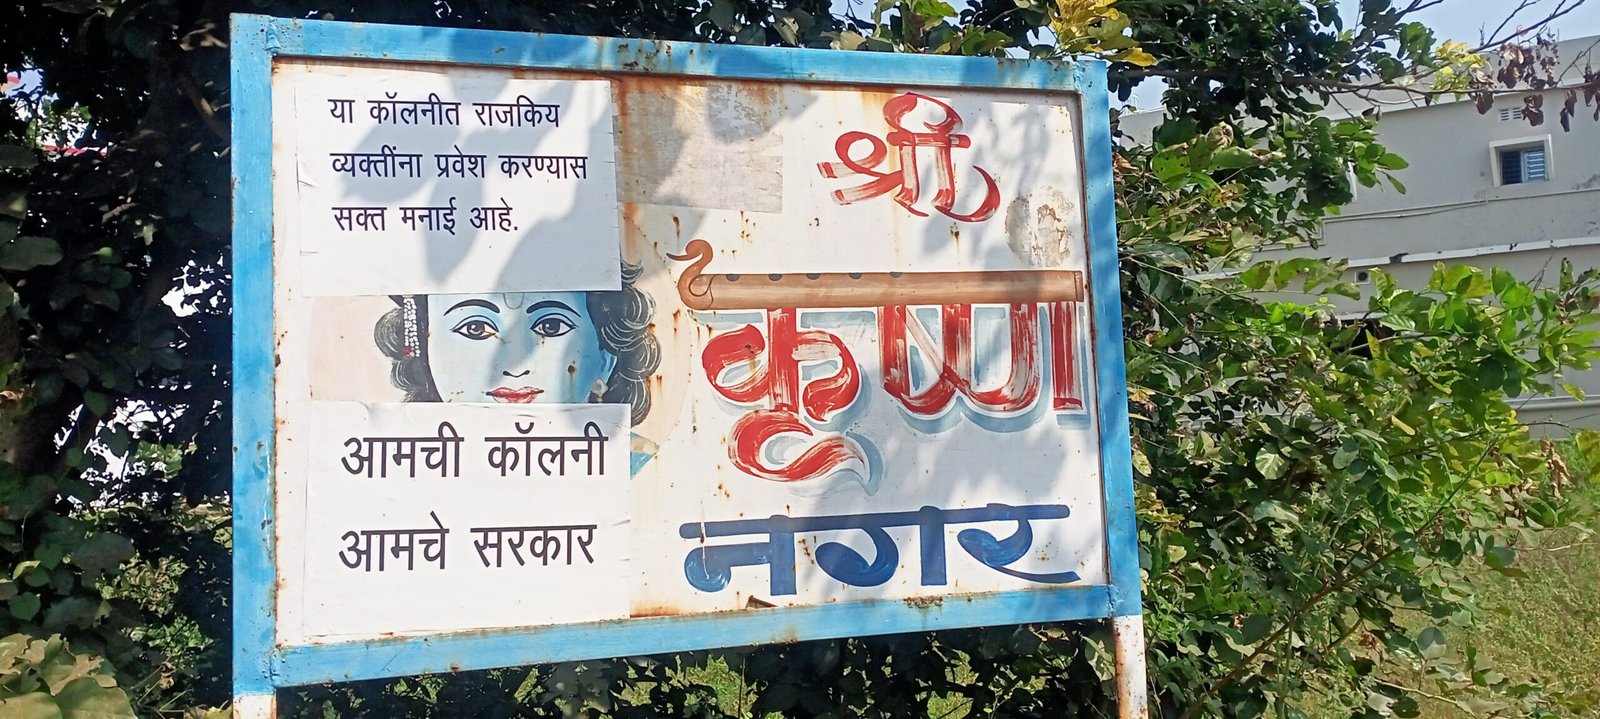 या कॉलनीत राजकिय
व्यक्तींना प्रवेश करण्यास
सक्त मनाई आहे.
आमची कॉलनी
आमचे सरकार
श्री
कृष्ण
नगर